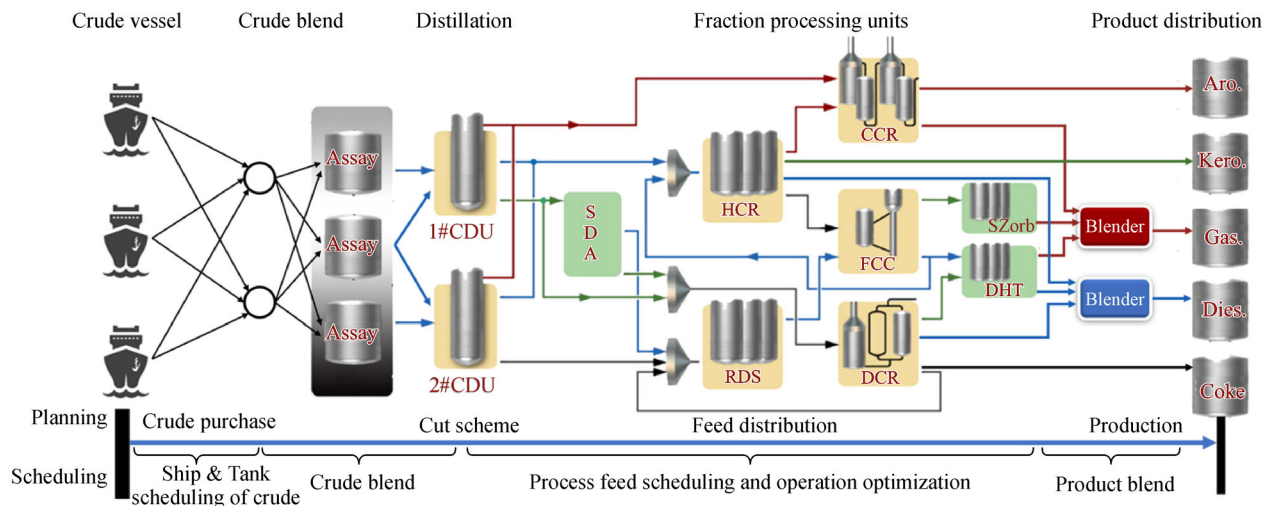 Crude vessel
Crude blend
Distillation
Fraction processing units
Product distribution
Assay
Assay
Assay
1#CDU
2#CDU
S
D
A
HCR
RDS
CCR
FCC
DCR
SZorb
DHT
Blender
Blender
Aro.
Kero.
Gas.
Dies.
Coke
Planning
Crude purchase
Cut scheme
Feed distribution
Production
Scheduling
Ship & Tank
scheduling of crude
Crude blend
Process feed scheduling and operation optimization
Product blend